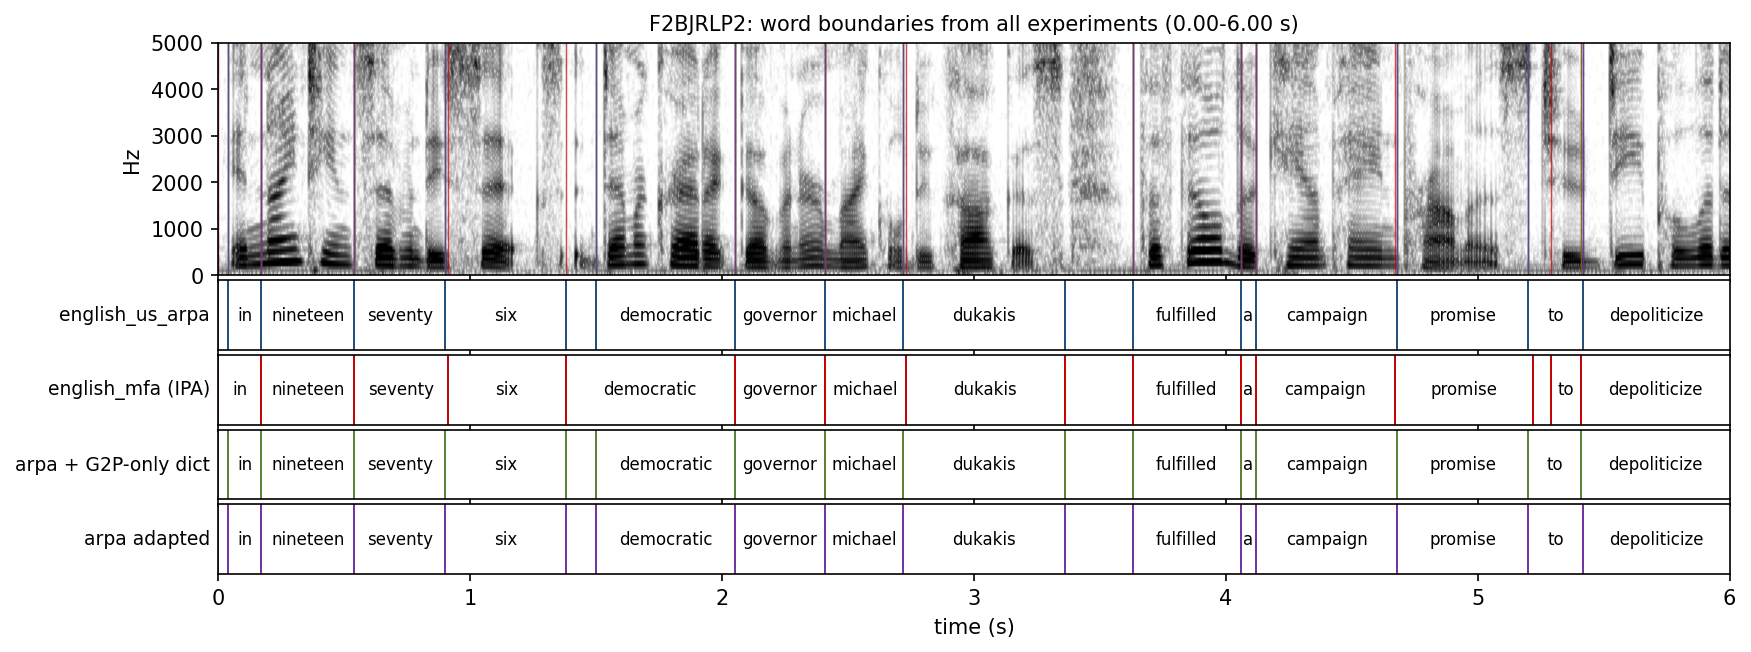 F2BJRLP2: word boundaries from all experiments (0.00-6.00 s)
5000
4000
3000
2000
1000
0
Hz
english_us_arpa in nineteen seventy six democratic governor michael dukakis fulfilled a campaign promise to depoliticize
english_mfa (IPA) in nineteen seventy six democratic governor michael dukakis fulfilled a campaign promise to depoliticize
arpa + G2P-only dict in nineteen seventy six democratic governor michael dukakis fulfilled a campaign promise to depoliticize
arpa adapted in nineteen seventy six democratic governor michael dukakis fulfilled a campaign promise to depoliticize
0 1 2 3 4 5 6
time (s)